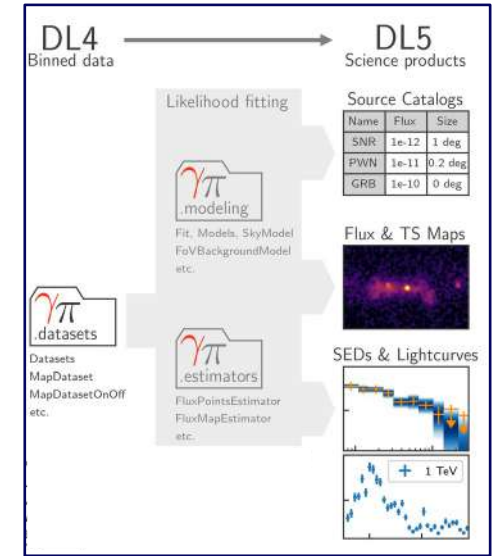 DL4
Binned data
DL5
Science products
Likelihood fitting
γπ
.modeling
Fit, Models, SkyModel
FoVBackgroundModel
etc.
γπ
.datasets
Datasets
MapDataset
MapDatasetOnOff
etc.
γπ
.estimators
FluxPointsEstimator
FluxMapEstimator
etc.
Source Catalogs
Name Flux Size
SNR 1e-12 1 deg
PWN 1e-11 0.2 deg
GRB 1e-10 0 deg
Flux & TS Maps
SEDs & Lightcurves
1 TeV